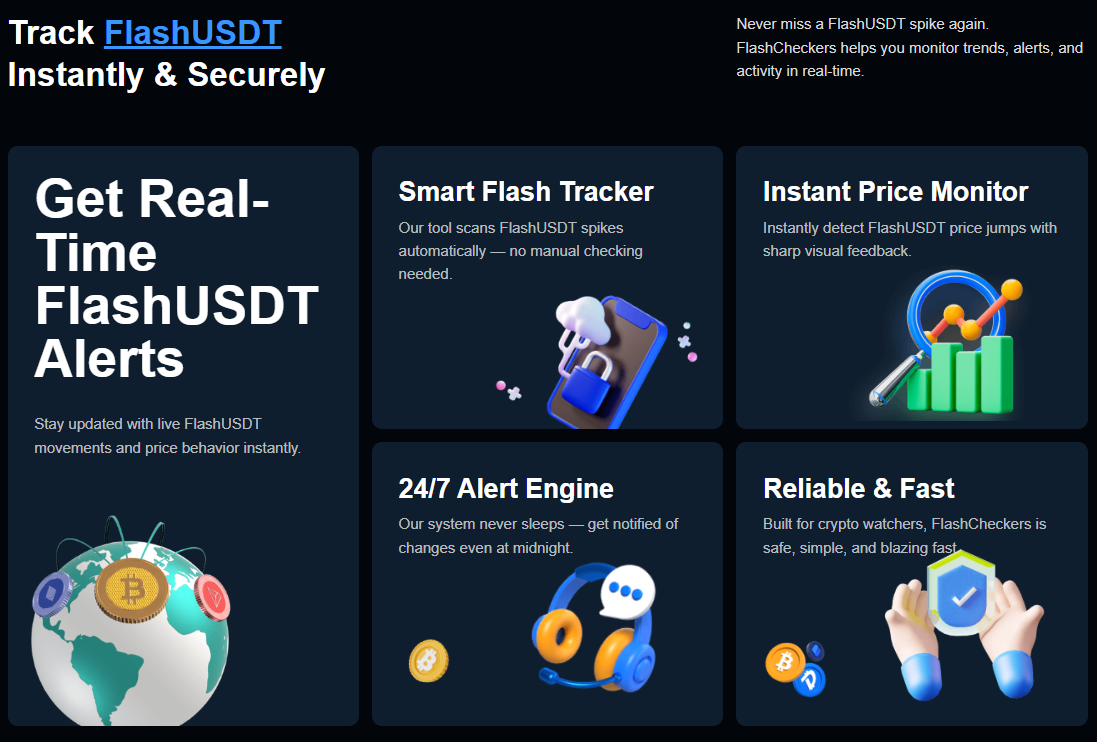 Track FlashUSDT
Instantly & Securely
Never miss a FlashUSDT spike again.
FlashCheckers helps you monitor trends, alerts, and
activity in real-time.
Get Real-
Time
FlashUSDT
Alerts
Stay updated with live FlashUSDT
movements and price behavior instantly.
Smart Flash Tracker
Our tool scans FlashUSDT spikes
automatically — no manual checking
needed.
Instant Price Monitor
Instantly detect FlashUSDT price jumps with
sharp visual feedback.
24/7 Alert Engine
Our system never sleeps — get notified of
changes even at midnight.
Reliable & Fast
Built for crypto watchers, FlashCheckers is
safe, simple, and blazing fast.